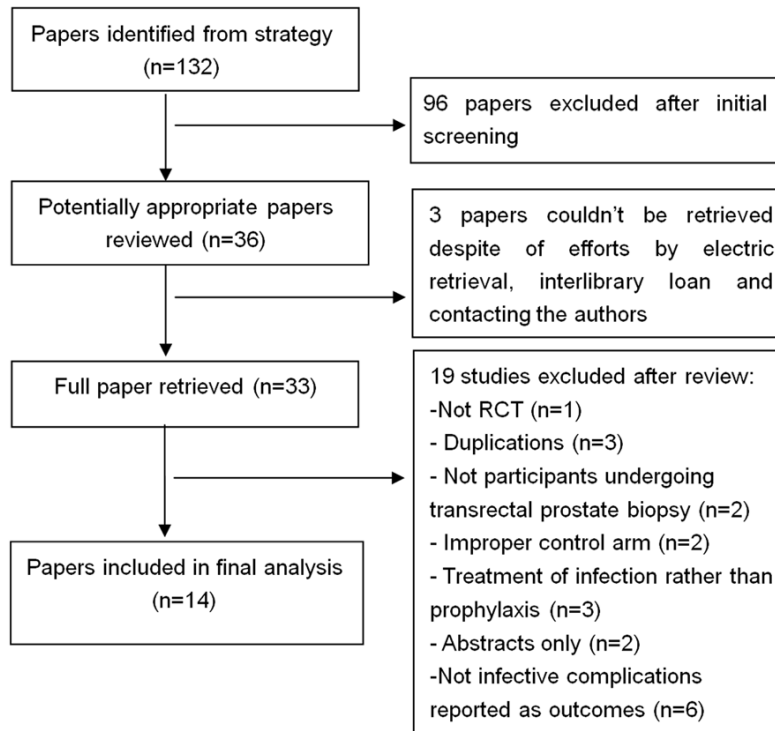 Papers identified from strategy
(n=132)
96 papers excluded after initial
screening
Potentially appropriate papers
reviewed (n=36)
3 papers couldn't be retrieved
despite of efforts by electric
retrieval, interlibrary loan and
contacting the authors
Full paper retrieved (n=33)
19 studies excluded after review:
-Not RCT (n=1)
- Duplications (n=3)
- Not participants undergoing
transrectal prostate biopsy (n=2)
- Improper control arm (n=2)
- Treatment of infection rather than
prophylaxis (n=3)
- Abstracts only (n=2)
-Not infective complications
reported as outcomes (n=6)
Papers included in final analysis
(n=14)